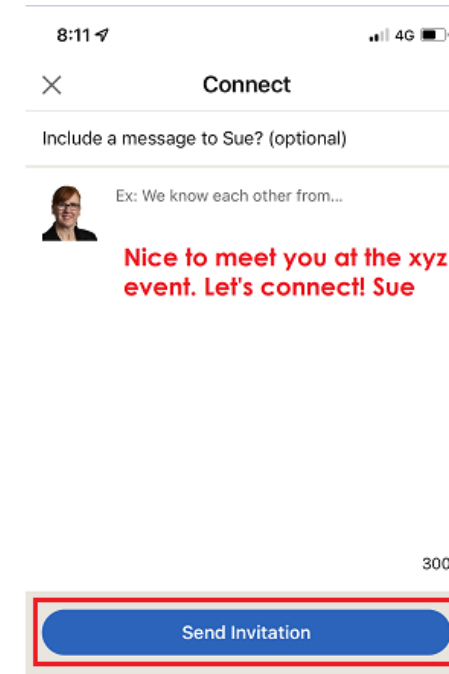 8:11 4G
Connect
Include a message to Sue? (optional)
Ex: We know each other from...
Nice to meet you at the xyz
event. Let's connect! Sue
300
Send Invitation